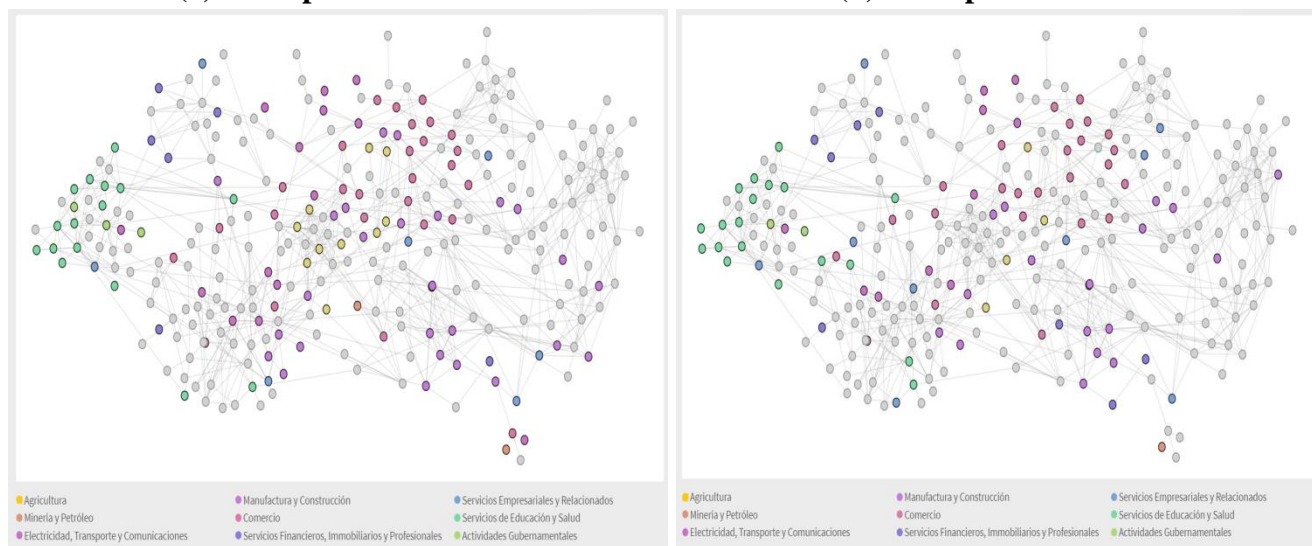 Agricultura
Minería y Petróleo
Electricidad, Transporte y Comunicaciones
Manufactura y Construcción
Comercio
Servicios Financieros, Immobiliarios y Profesionales
Servicios Empresariales y Relacionados
Servicios de Educación y Salud
Actividades Gubernamentales
Agricultura
Minería y Petróleo
Electricidad, Transporte y Comunicaciones
Manufactura y Construcción
Comercio
Servicios Financieros, Immobiliarios y Profesionales
Servicios Empresariales y Relacionados
Servicios de Educación y Salud
Actividades Gubernamentales